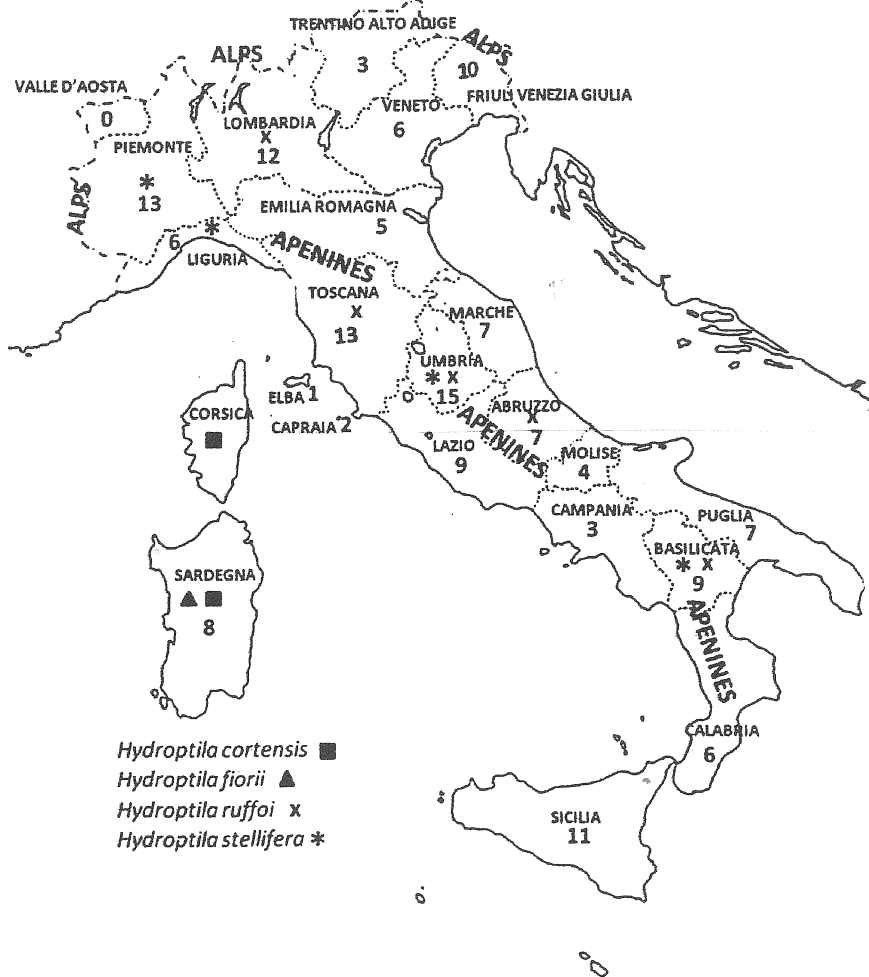 TRENTINO ALTO ADIGE
ALPS
ALPS
3
10
VALLE D'AOSTA
0
FRIULI VENEZIA GIULIA
VENETO
6
LOMBARDIA
x
12
PIEMONTE
*
13
ALPS
EMILIA ROMAGNA
5
6 *
LIGURIA
APENINES
TOSCANA
x
13
MARCHE
7
UMBRIA
* x
15
ELBA 1
CAPRAIA 2
CORSICA
ABRUZZO
x
7
APENINES
LAZIO
9
MOLISE
4
CAMPANIA
3
PUGLIA
7
BASILICATA
* x
9
APENINES
SARDEGNA
▲ ■
8
CALABRIA
6
SICILIA
11
Hydroptila cortensis ■
Hydroptila fiorii ▲
Hydroptila ruffoi x
Hydroptila stellifera *